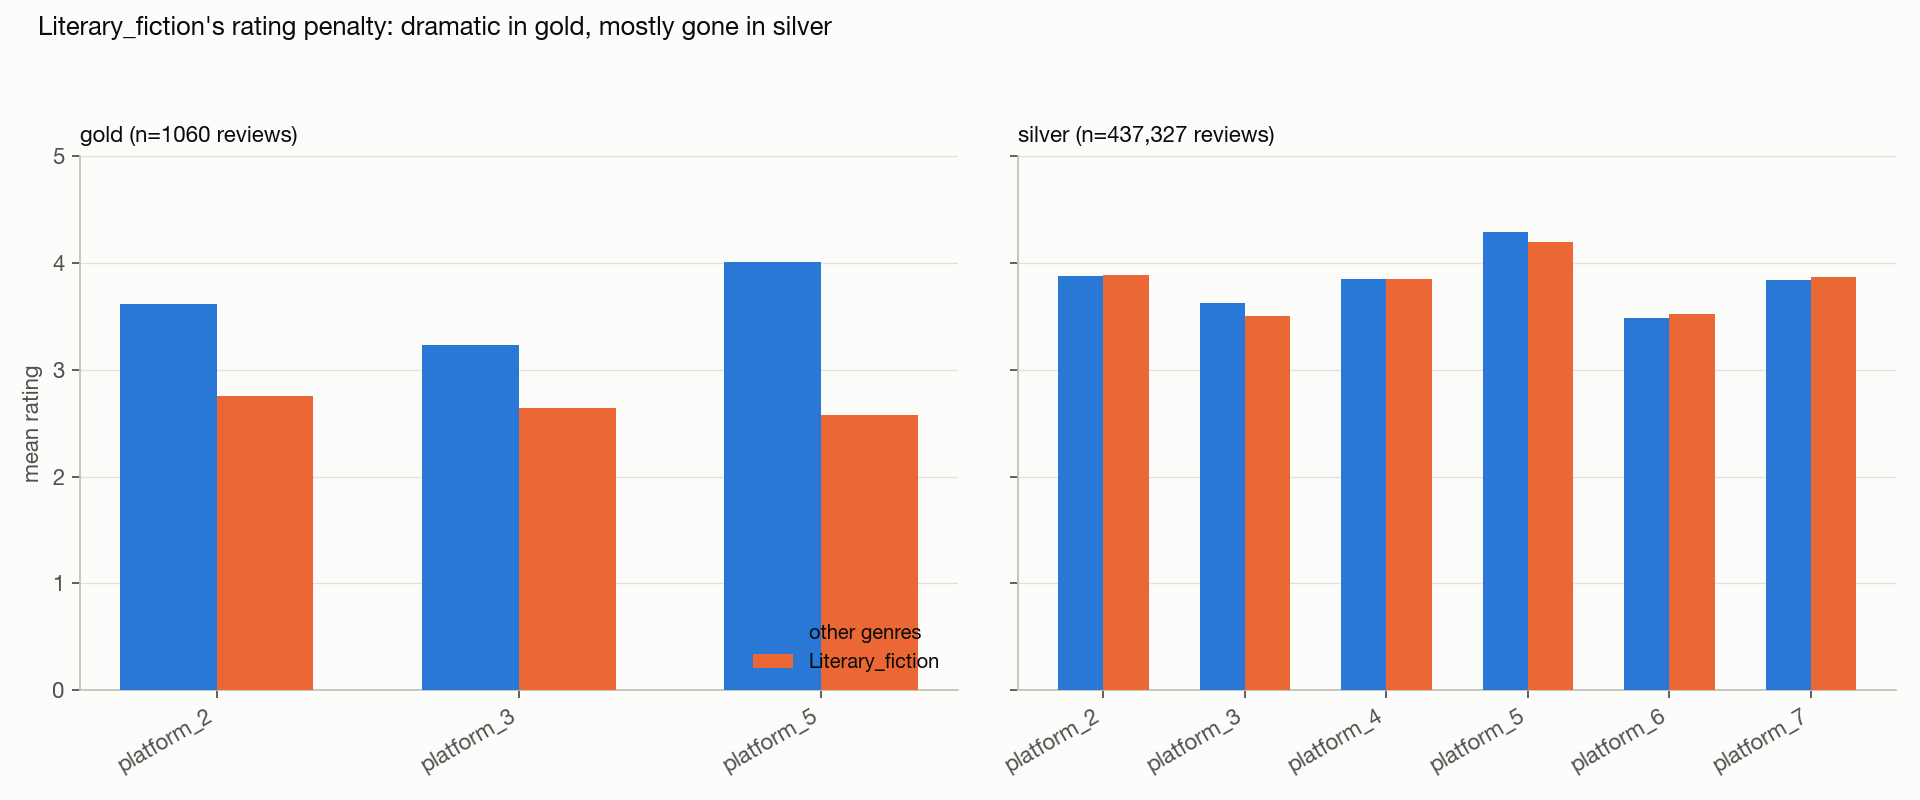 Literary_fiction's rating penalty: dramatic in gold, mostly gone in silver
gold (n=1060 reviews)
mean rating
5
4
3
2
1
0
other genres
Literary_fiction
platform_2
platform_3
platform_5
silver (n=437,327 reviews)
platform_2
platform_3
platform_4
platform_5
platform_6
platform_7